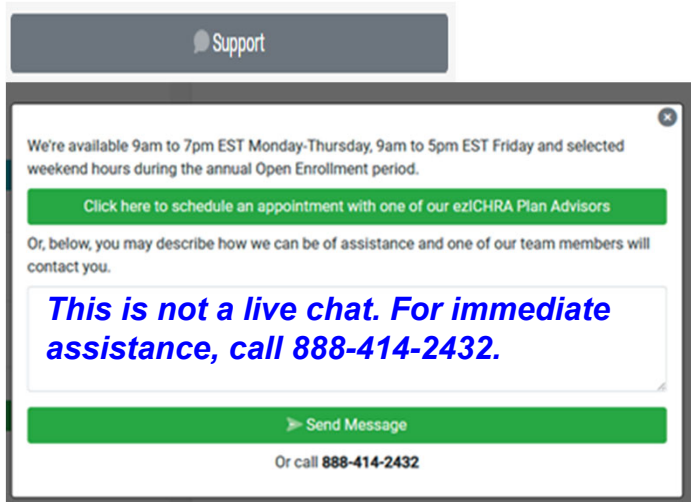 Support
We're available 9am to 7pm EST Monday-Thursday, 9am to 5pm EST Friday and selected
weekend hours during the annual Open Enrollment period.
Click here to schedule an appointment with one of our ezICHRA Plan Advisors
Or, below, you may describe how we can be of assistance and one of our team members will
contact you.
This is not a live chat. For immediate
assistance, call 888-414-2432.
Send Message
Or call 888-414-2432